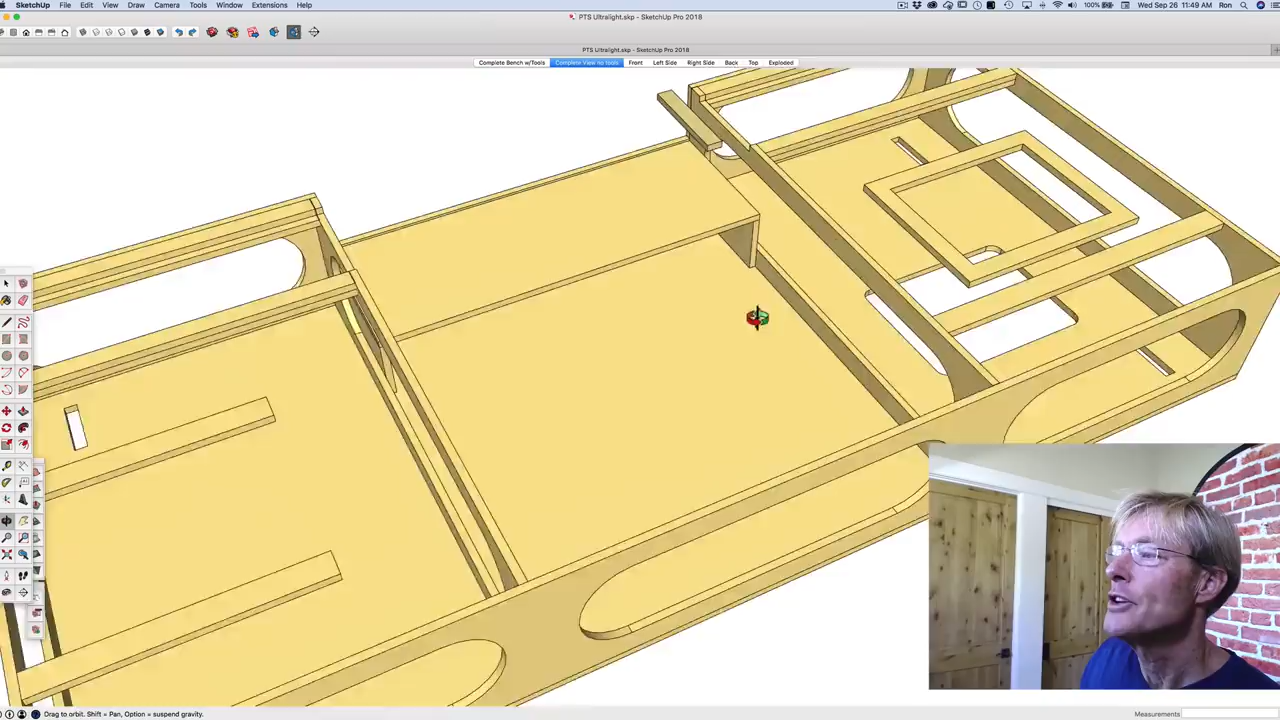 SketchUp File Edit Camera View Draw Tools Window Extensions Help 100% Wed Sep 26 11:49 AM Ron
PTS Ultralight.skp - SketchUp Pro 2018
PTS Ultralight.skp - SketchUp Pro 2018
Complete Bench w/Tools Complete View no tools Front Left Side Right Side Back Top Exploded
Drag to orbit. Shift = Pan, Option = suspend gravity. Measurements